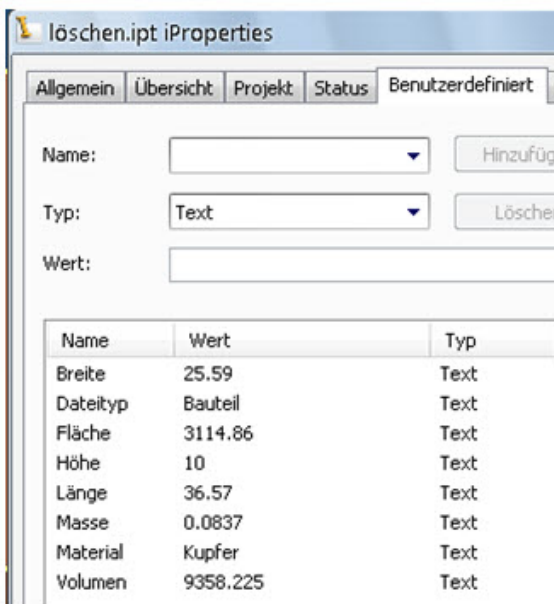 löschen.ipt iProperties
Allgemein Übersicht Projekt Status Benutzerdefiniert
Name: Hinzufüg
Typ: Text Lösche
Wert:
Name Wert Typ
Breite 25.59 Text
Dateityp Bauteil Text
Fläche 3114.86 Text
Höhe 10 Text
Länge 36.57 Text
Masse 0.0837 Text
Material Kupfer Text
Volumen 9358.225 Text